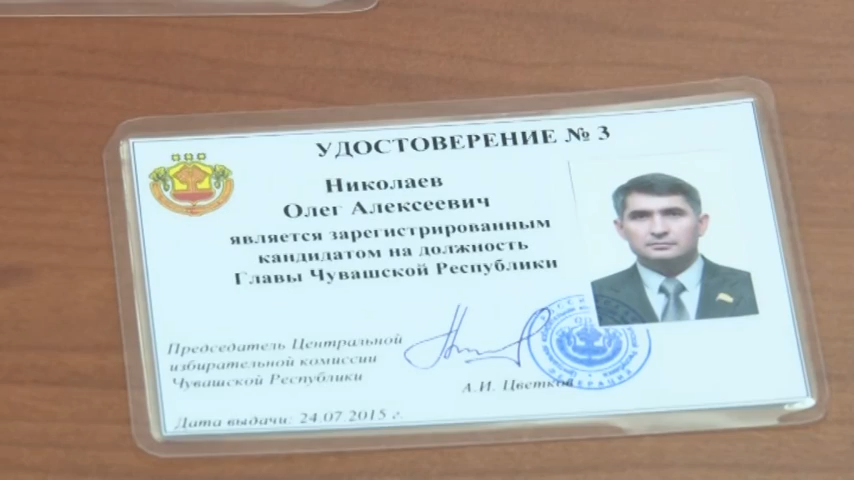 УДОСТОВЕРЕНИЕ № 3
Николаев
Олег Алексеевич
является зарегистрированным
кандидатом на должность
Главы Чувашской Республики
Председатель Центральной
избирательной комиссии
Чувашской Республики
А.И. Цветков
Дата выдачи: 24.07.2015 г.